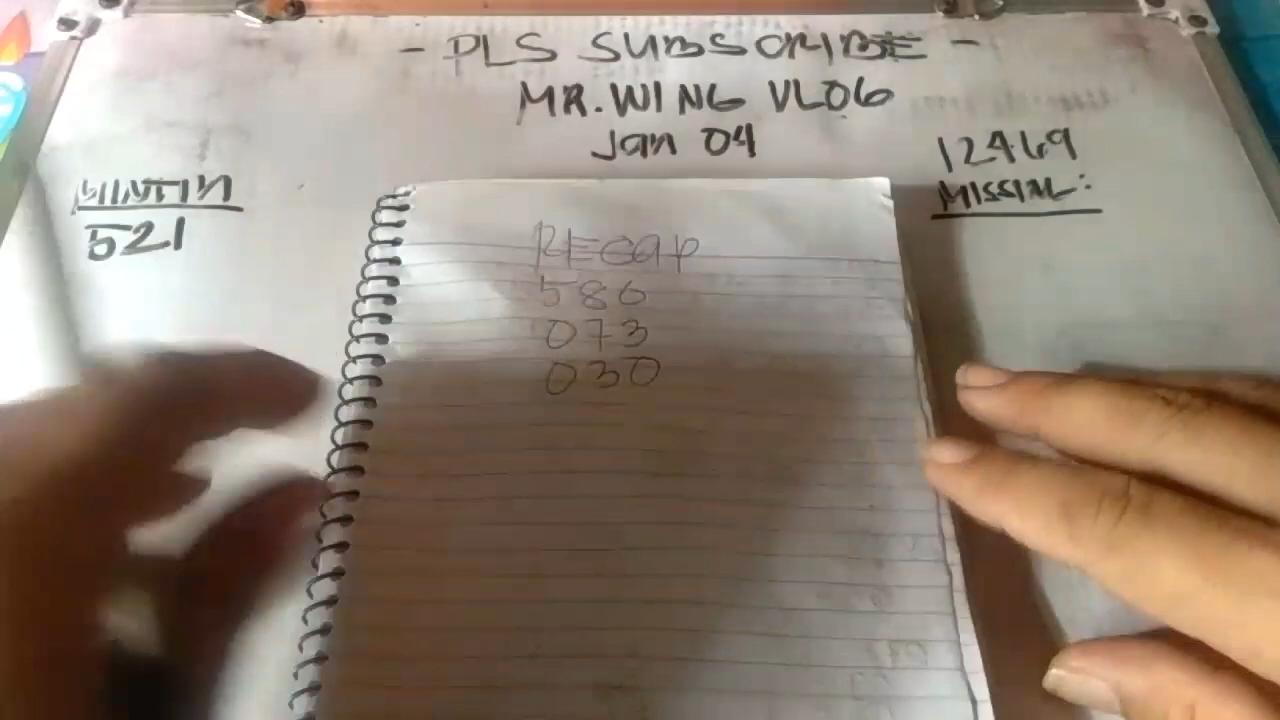 - PLS SUBSCRIBE -
MR. WING VLOG
Jan 04
12469
MISSING:
521
RECAP
586
073
030